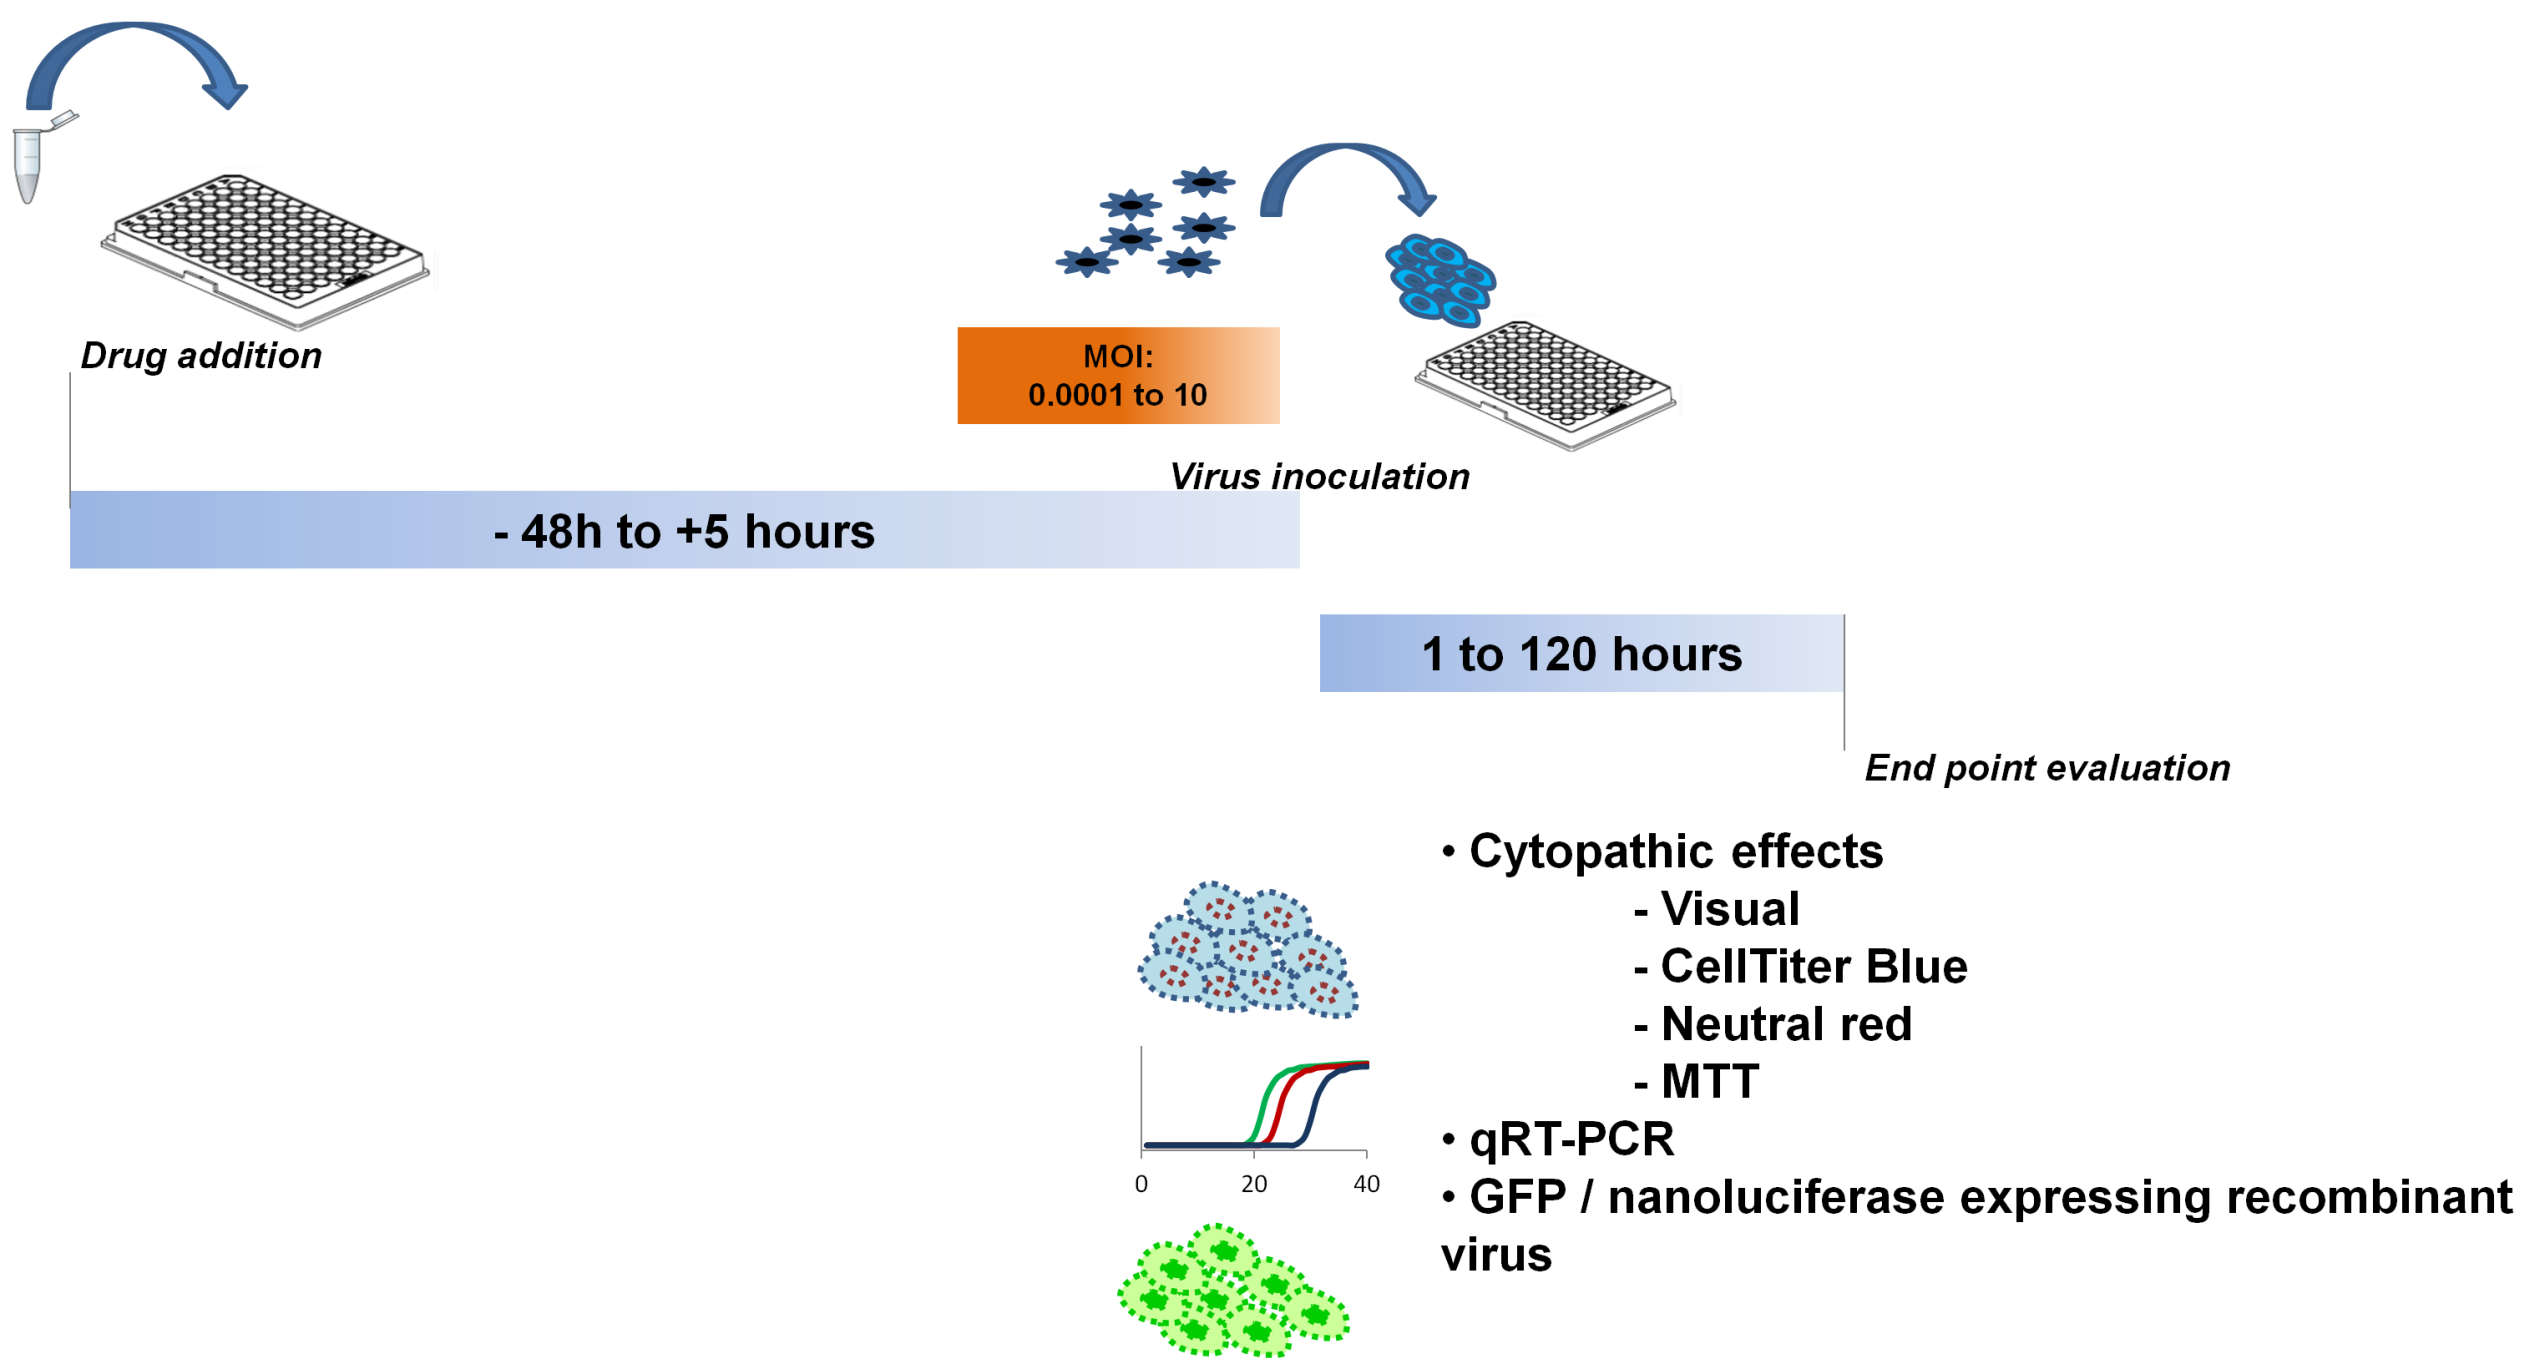 Drug addition
MOI:
0.0001 to 10
Virus inoculation
- 48h to +5 hours
1 to 120 hours
End point evaluation
• Cytopathic effects
- Visual
- CellTiter Blue
- Neutral red
- MTT
• qRT-PCR
0 20 40
• GFP / nanoluciferase expressing recombinant
virus